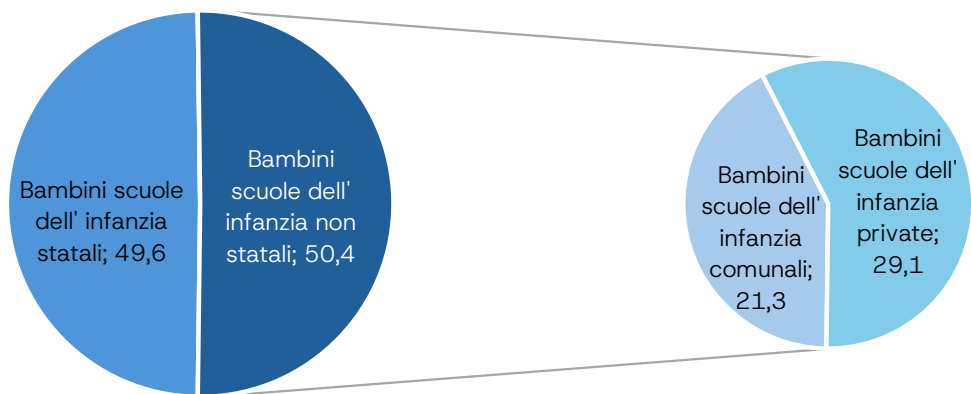 Bambini scuole
dell' infanzia
statali; 49,6
Bambini
scuole dell'
infanzia non
statali; 50,4
Bambini
scuole dell'
infanzia
comunali;
21,3
Bambini
scuole dell'
infanzia
private;
29,1